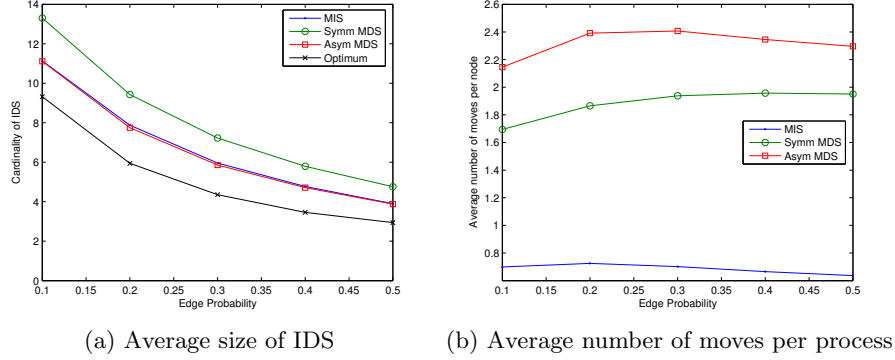 14
12
10
8
6
4
2
0
Cardinality of IDS
0.1 0.15 0.2 0.25 0.3 0.35 0.4 0.45 0.5
Edge Probability
MIS
Symm MDS
Asym MDS
Optimum
(a) Average size of IDS
2.6
2.4
2.2
2
1.8
1.6
1.4
1.2
1
0.8
0.6
Average number of moves per node
0.1 0.15 0.2 0.25 0.3 0.35 0.4 0.45 0.5
Edge Probability
MIS
Symm MDS
Asym MDS
(b) Average number of moves per process